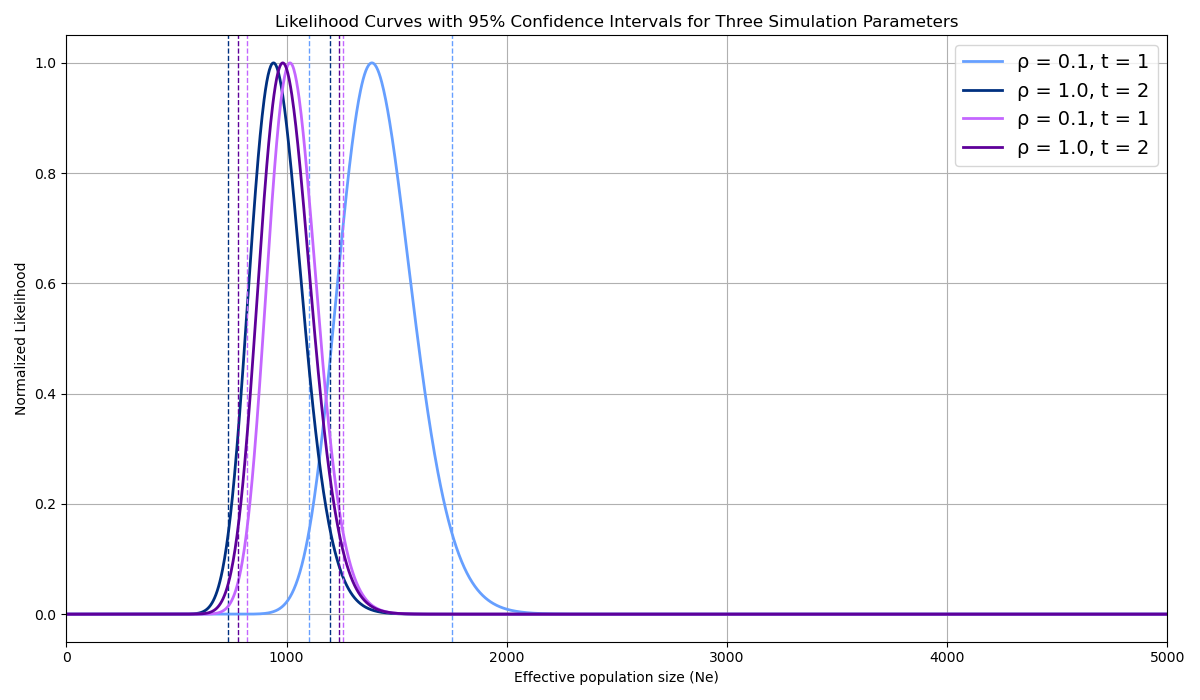 Likelihood Curves with 95% Confidence Intervals for Three Simulation Parameters
ρ = 0.1, t = 1
ρ = 1.0, t = 2
ρ = 0.1, t = 1
ρ = 1.0, t = 2
Normalized Likelihood
1.0
0.8
0.6
0.4
0.2
0.0
0 1000 2000 3000 4000 5000
Effective population size (Ne)